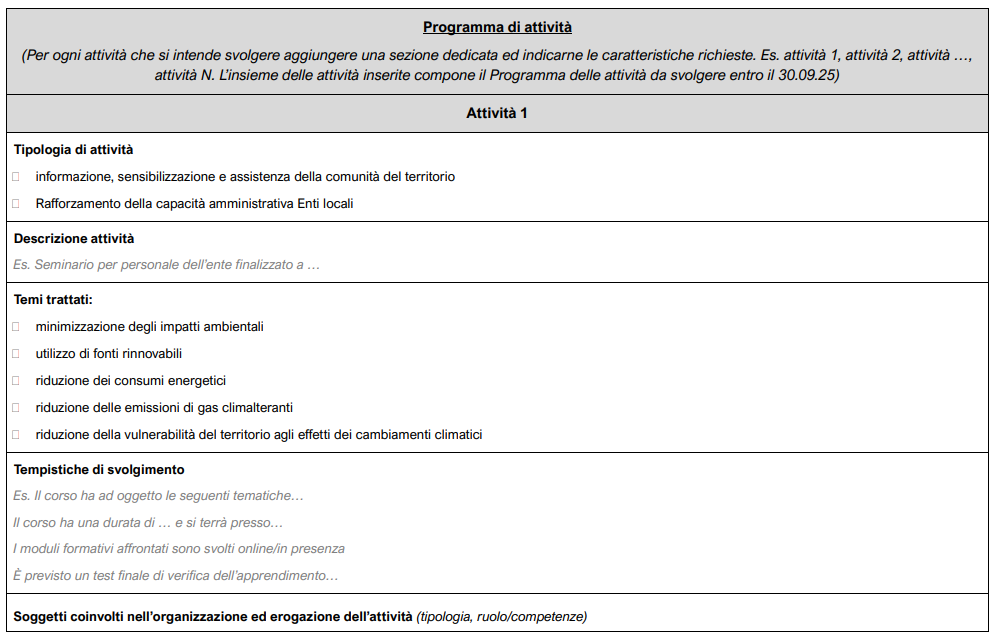 Programma di attività
(Per ogni attività che si intende svolgere aggiungere una sezione dedicata ed indicarne le caratteristiche richieste. Es. attività 1, attività 2, attività …,
attività N. L'insieme delle attività inserite compone il Programma delle attività da svolgere entro il 30.09.25)
Attività 1
Tipologia di attività
informazione, sensibilizzazione e assistenza della comunità del territorio
Rafforzamento della capacità amministrativa Enti locali
Descrizione attività
Es. Seminario per personale dell'ente finalizzato a …
Temi trattati:
minimizzazione degli impatti ambientali
utilizzo di fonti rinnovabili
riduzione dei consumi energetici
riduzione delle emissioni di gas climalteranti
riduzione della vulnerabilità del territorio agli effetti dei cambiamenti climatici
Tempistiche di svolgimento
Es. Il corso ha ad oggetto le seguenti tematiche…
Il corso ha una durata di … e si terrà presso…
I moduli formativi affrontati sono svolti online/in presenza
È previsto un test finale di verifica dell'apprendimento…
Soggetti coinvolti nell'organizzazione ed erogazione dell'attività (tipologia, ruolo/competenze)